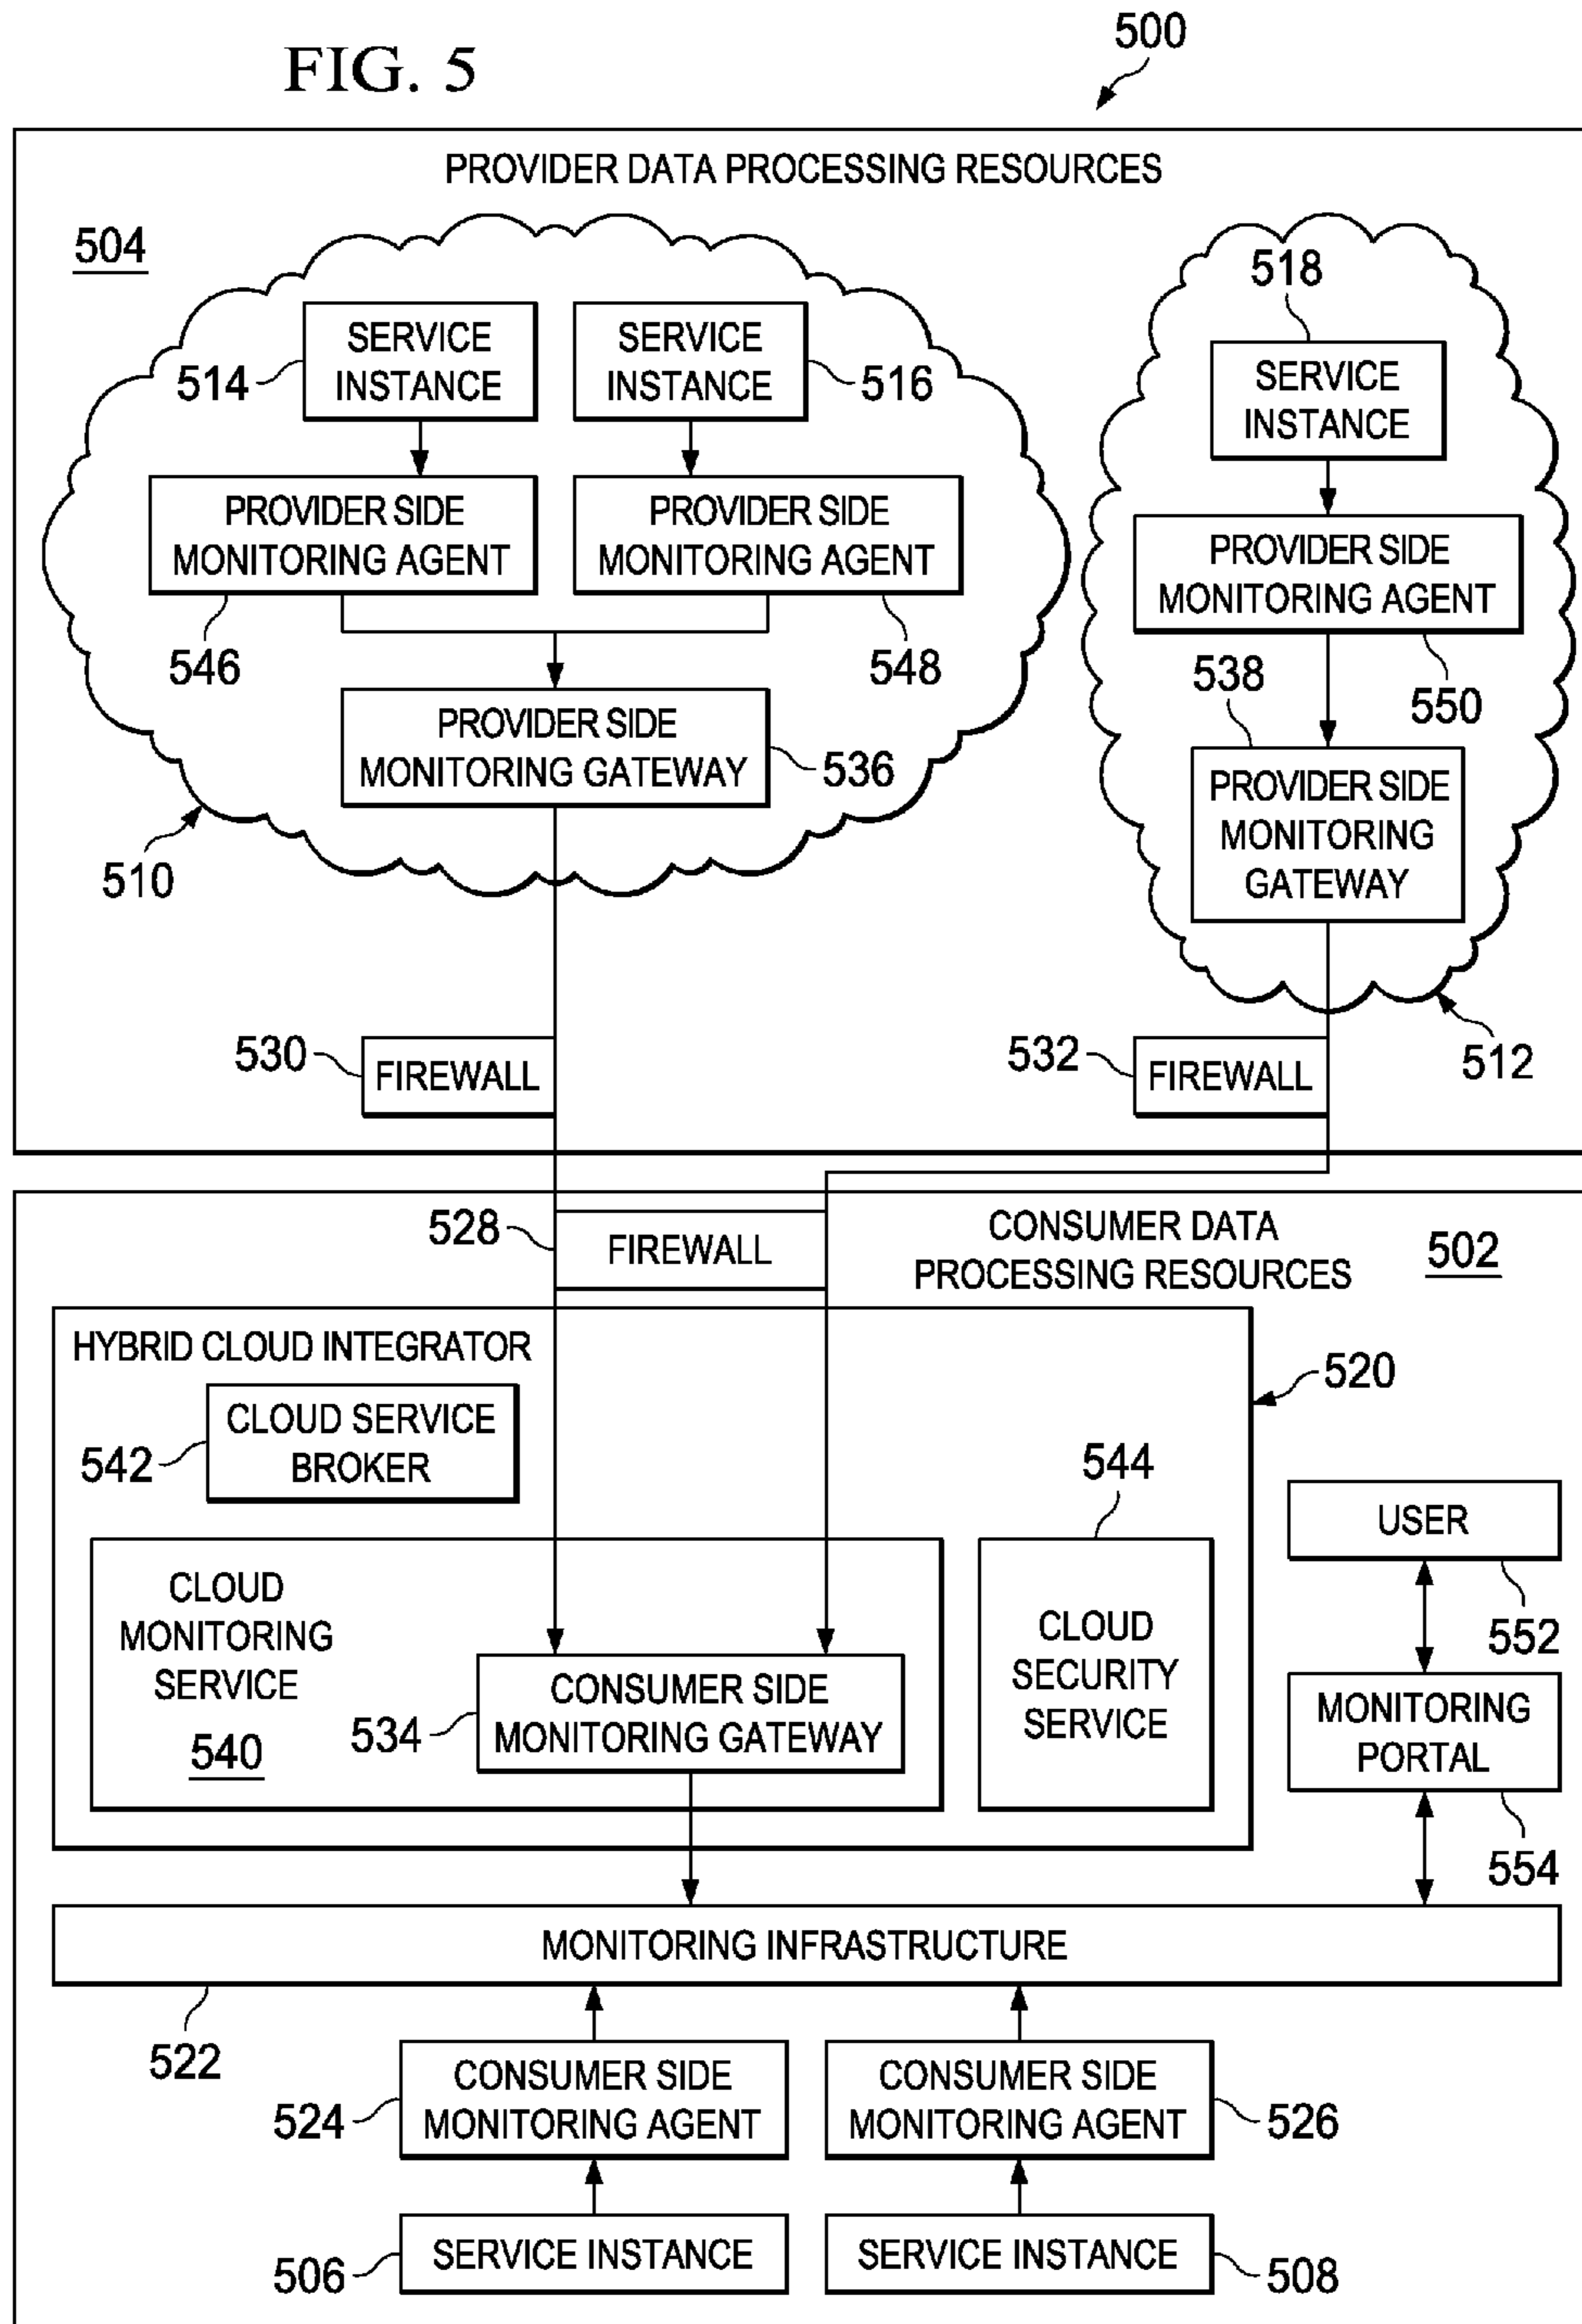 FIG. 5
500
PROVIDER DATA PROCESSING RESOURCES
504
518
SERVICE
INSTANCE
514
SERVICE
INSTANCE
516
SERVICE
INSTANCE
PROVIDER SIDE
MONITORING AGENT
546
PROVIDER SIDE
MONITORING AGENT
548
PROVIDER SIDE
MONITORING AGENT
550
PROVIDER SIDE
MONITORING GATEWAY
536
538
PROVIDER SIDE
MONITORING
GATEWAY
510
512
530
FIREWALL
532
FIREWALL
528
FIREWALL
CONSUMER DATA
PROCESSING RESOURCES
502
HYBRID CLOUD INTEGRATOR
520
542
CLOUD SERVICE
BROKER
544
USER
552
CLOUD
MONITORING
SERVICE
540
534
CONSUMER SIDE
MONITORING GATEWAY
CLOUD
SECURITY
SERVICE
MONITORING
PORTAL
554
MONITORING INFRASTRUCTURE
522
524
CONSUMER SIDE
MONITORING AGENT
CONSUMER SIDE
MONITORING AGENT
526
506
SERVICE INSTANCE
SERVICE INSTANCE
508